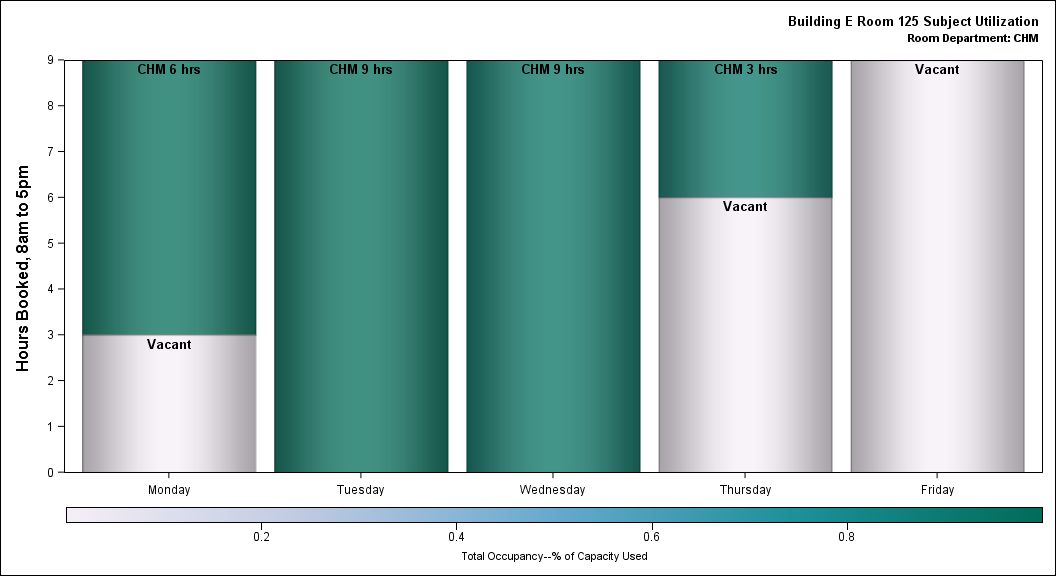 Building E Room 125 Subject Utilization
Room Department: CHM
Hours Booked, 8am to 5pm
9
8
7
6
5
4
3
2
1
0
CHM 6 hrs
CHM 9 hrs
CHM 9 hrs
CHM 3 hrs
Vacant
Vacant
Vacant
Monday
Tuesday
Wednesday
Thursday
Friday
0.2
0.4
0.6
0.8
Total Occupancy--% of Capacity Used